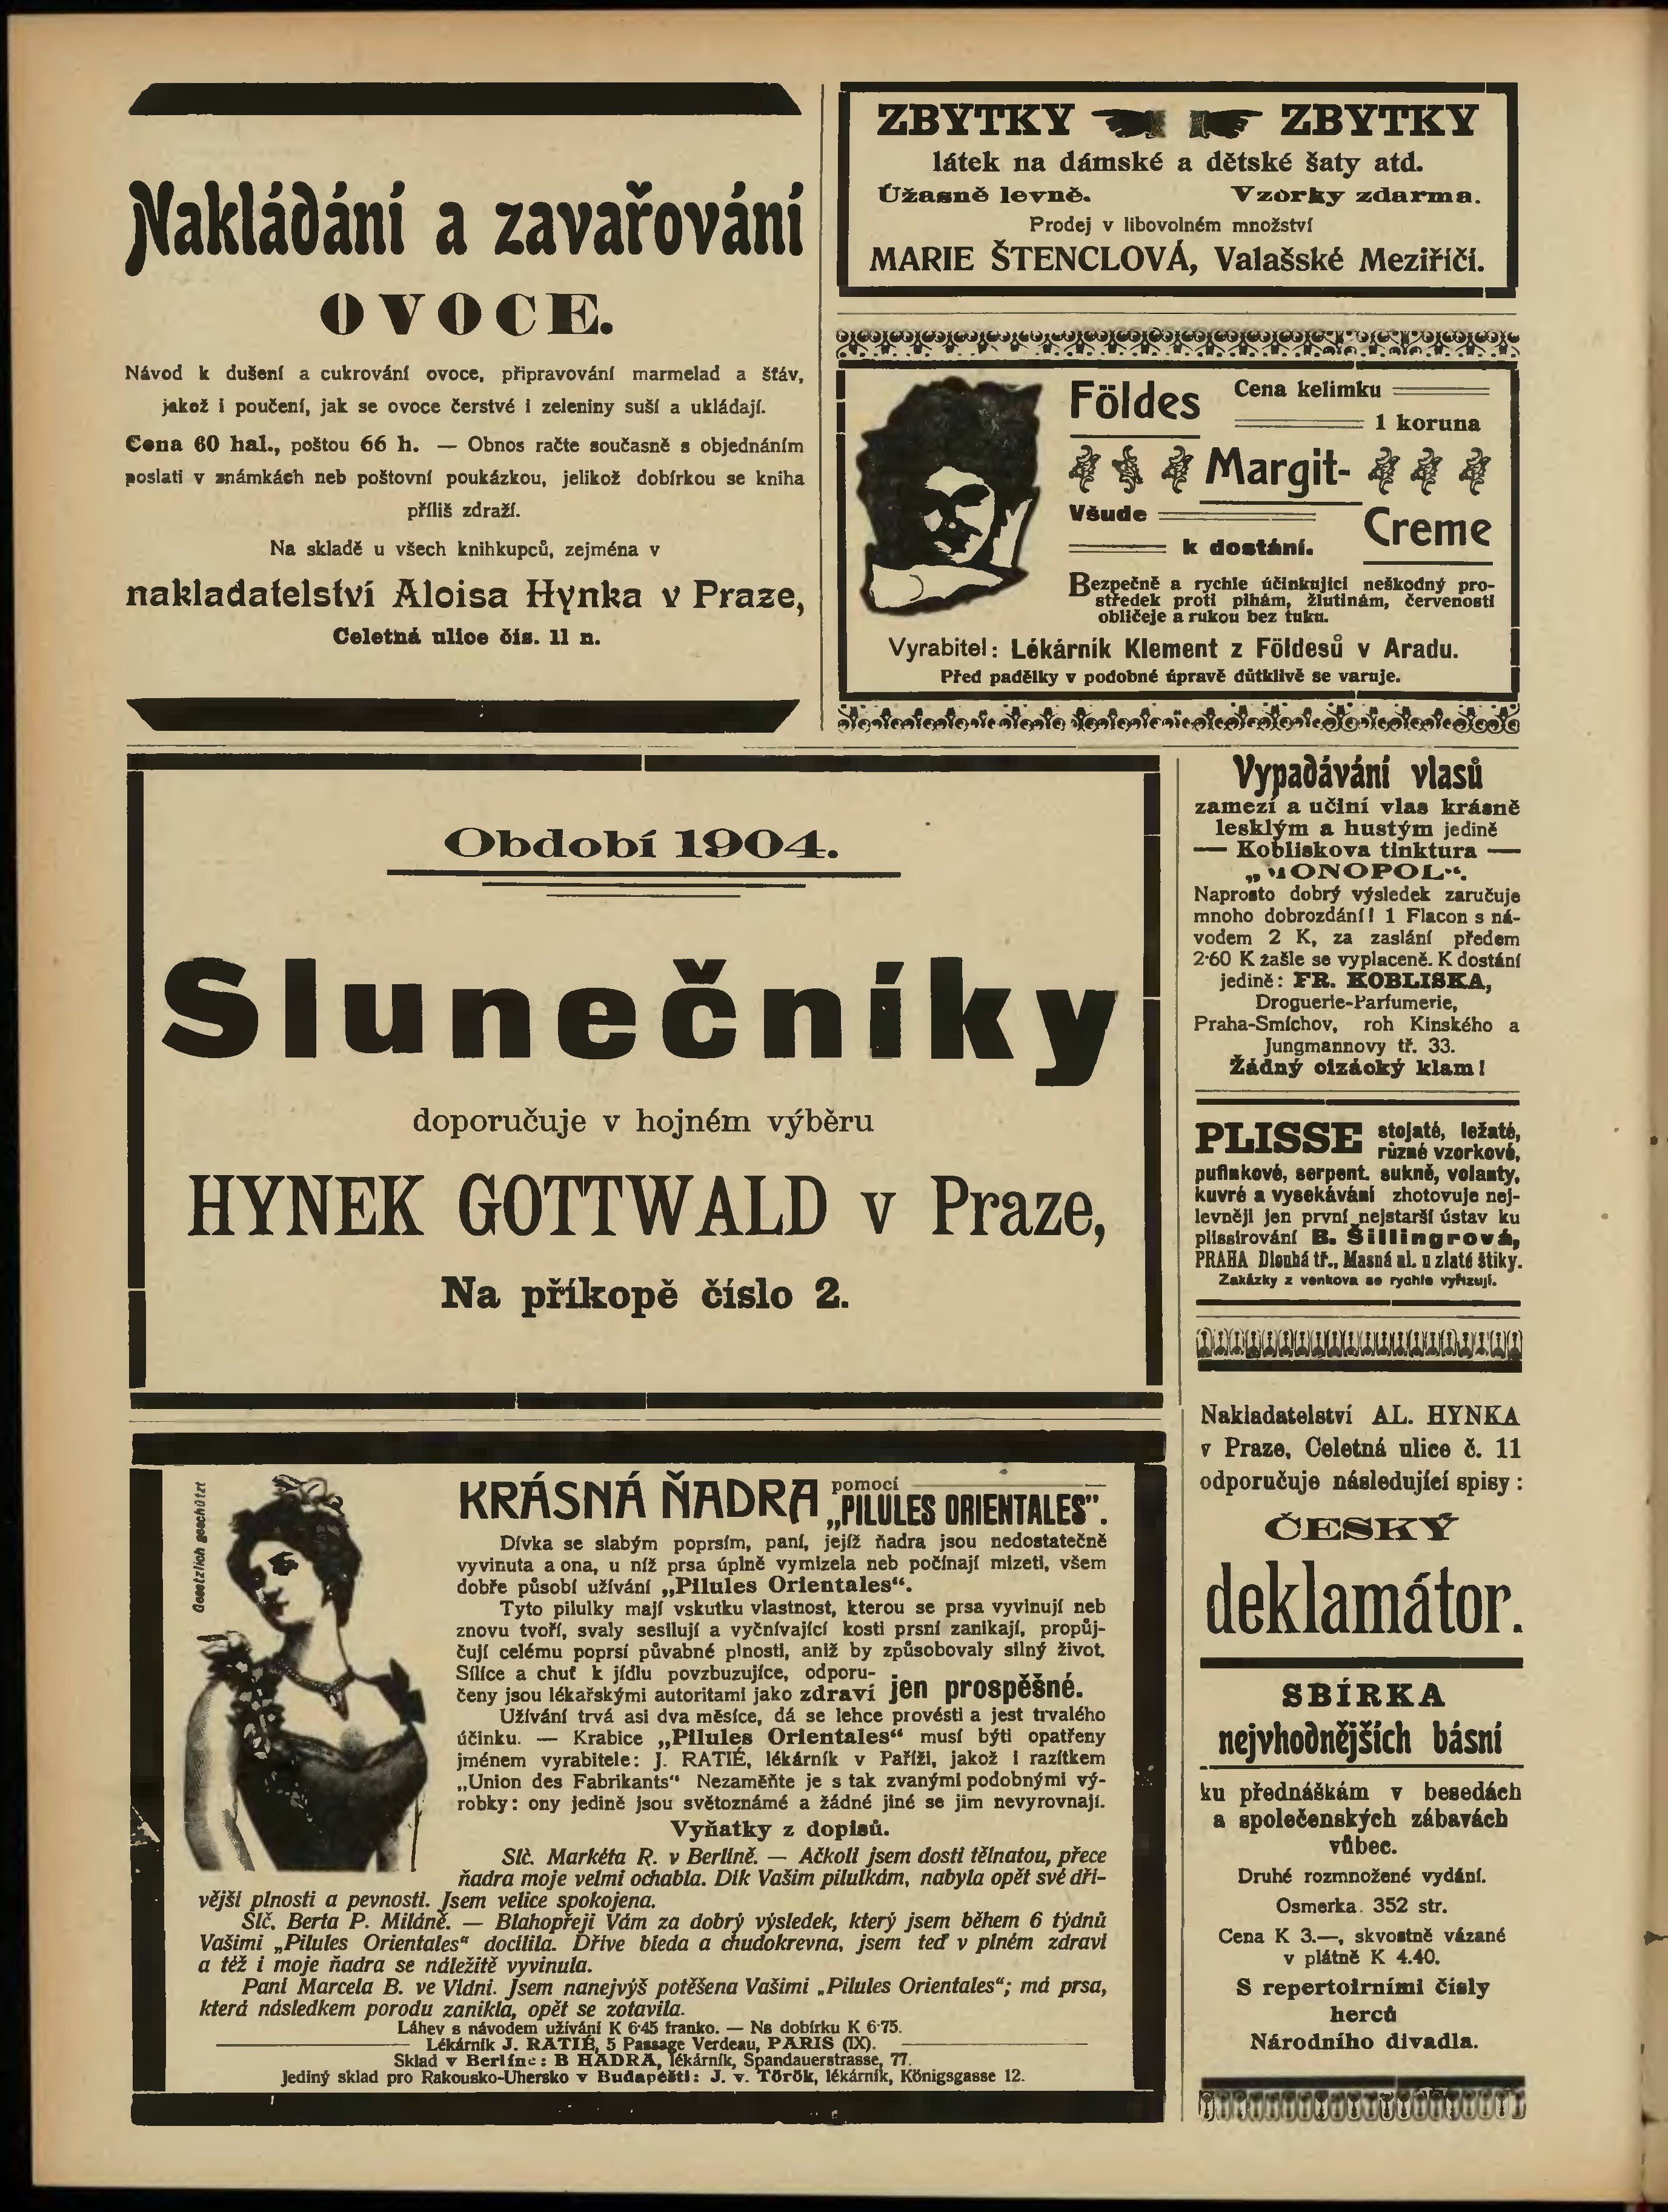 Nakládání a zavařování
OVOCE.
Návod k dušení a cukrování ovoce, připravování marmelad a šťáv,
jakož i poučení, jak se ovoce čerstvé i zeleniny suší a ukládají.
Cena 60 hal., poštou 66 h. — Obnos račte současně s objednáním
poslati v známkách neb poštovní poukázkou, jelikož dobírkou se kniha
příliš zdraží.
Na skladě u všech knihkupců, zejména v
nakladatelství Aloisa Hynka v Praze,
Celetná ulice čís. 11 n.
ZBYTKY ZBYTKY
látek na dámské a dětské šaty atd.
Úžasně levně. Vzorky zdarma.
Prodej v libovolném množství
MARIE ŠTENCLOVÁ, Valašské Meziříčí.
Földes Cena kelimku
1 koruna
Margit-
Všude
k dostání.
Creme
Bezpečně a rychle účinkující neškodný pro-
středek proti pihám, žlutinám, červenosti
obličeje a rukou bez tuku.
Vyrabitel: Lékárník Klement z Földesů v Aradu.
Před padělky v podobné úpravě důtklivě se varuje.
Období 1904.
Slunečníky
doporučuje v hojném výběru
HYNEK GOTTWALD v Praze,
Na příkopě číslo 2.
Vypadávání vlasů
zamezí a učiní vlas krásně
lesklým a hustým jedině
— Kobliskova tinktura —
„MONOPOL“.
Naprosto dobrý výsledek zaručuje
mnoho dobrozdání! 1 Flacon s ná-
vodem 2 K, za zaslání předem
2·60 K zašle se vyplaceně. K dostání
jedině: FR. KOBLISKA,
Droguerie-Parfumerie,
Praha-Smíchov, roh Kinského a
Jungmannovy tř. 33.
Žádný cizácký klam!
PLISSE stojaté, ležaté,
různé vzorkové,
pufinkové, serpent. sukně, volanty,
kuvré a vysekávání zhotovuje nej-
levněji jen první nejstarší ústav ku
plissirování B. Šillingrová,
PRAHA Dlouhá tř., Masná ul. u zlaté štiky.
Zakázky z venkova se rychle vyřizují.
Nakladatelství AL. HYNKA
v Praze, Celetná ulice č. 11
odporučuje následující spisy:
ČESKÝ
deklamátor.
SBÍRKA
nejvhodnějších básní
ku přednáškám v besedách
a společenských zábavách
vůbec.
Druhé rozmnožené vydání.
Osmerka. 352 str.
Cena K 3.—, skvostně vázané
v plátně K 4.40.
S repertoirními čísly
herců
Národního divadla.
Gesetzlich geschützt
KRÁSNÁ ŇADRA pomocí
„PILULES ORIENTALES".
Dívka se slabým poprsím, paní, jejíž ňadra jsou nedostatečně
vyvinuta a ona, u níž prsa úplně vymizela neb počínají mizeti, všem
dobře působí užívání „Pilules Orientales“.
Tyto pilulky mají vskutku vlastnost, kterou se prsa vyvinují neb
znovu tvoří, svaly sesilují a vyčnívající kosti prsní zanikají, propůj-
čují celému poprsí půvabné plnosti, aniž by způsobovaly silný život.
Sílíce a chuť k jídlu povzbuzujíce, odporu-
čeny jsou lékařskými autoritami jako zdraví jen prospěšné.
Užívání trvá asi dva měsíce, dá se lehce provésti a jest trvalého
účinku. — Krabice „Pilules Orientales“ musí býti opatřeny
jménem vyrabitele: J. RATIÉ, lékárník v Paříži, jakož i razítkem
„Union des Fabrikants“ Nezaměňte je s tak zvanými podobnými vý-
robky: ony jedině jsou světoznámé a žádné jiné se jim nevyrovnají.
Vyňatky z dopisů.
Slč. Markéta R. v Berlíně. — Ačkoli jsem dosti tělnatou, přece
ňadra moje velmi ochabla. Dík Vašim pilulkám, nabyla opět své dří-
vější plnosti a pevnosti. Jsem velice spokojena.
Slč. Berta P. Miláně. — Blahopřeji Vám za dobrý výsledek, který jsem během 6 týdnů
Vašimi „Pilules Orientales“ docílila. Dříve bleda a chudokrevna, jsem teď v plném zdraví
a též i moje ňadra se náležitě vyvinula.
Paní Marcela B. ve Vídni. Jsem nanejvýš potěšena Vašimi „Pilules Orientales“; má prsa,
která následkem porodu zanikla, opět se zotavila.
Láhev s návodem užívání K 6·45 franko. — Na dobírku K 6·75.
Lékárník J. RATIÉ, 5 Passage Verdeau, PARIS (IX).
Sklad v Berlíne: B HADRA, lékárník, Spandauerstrasse, 77.
Jediný sklad pro Rakousko-Uhersko v Budapešti: J. v. Török, lékárník, Königsgasse 12.